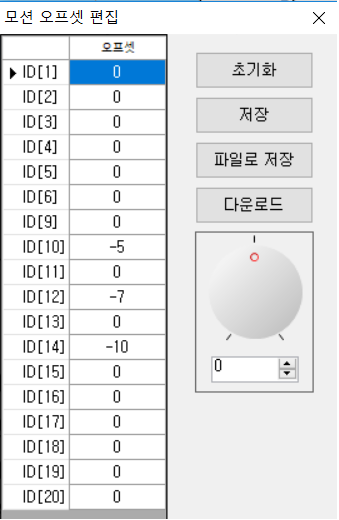 모션 오프셋 편집
오프셋
ID[1] 0
ID[2] 0
ID[3] 0
ID[4] 0
ID[5] 0
ID[6] 0
ID[9] 0
ID[10] -5
ID[11] 0
ID[12] -7
ID[13] 0
ID[14] -10
ID[15] 0
ID[16] 0
ID[17] 0
ID[18] 0
ID[19] 0
ID[20] 0
초기화
저장
파일로 저장
다운로드
0